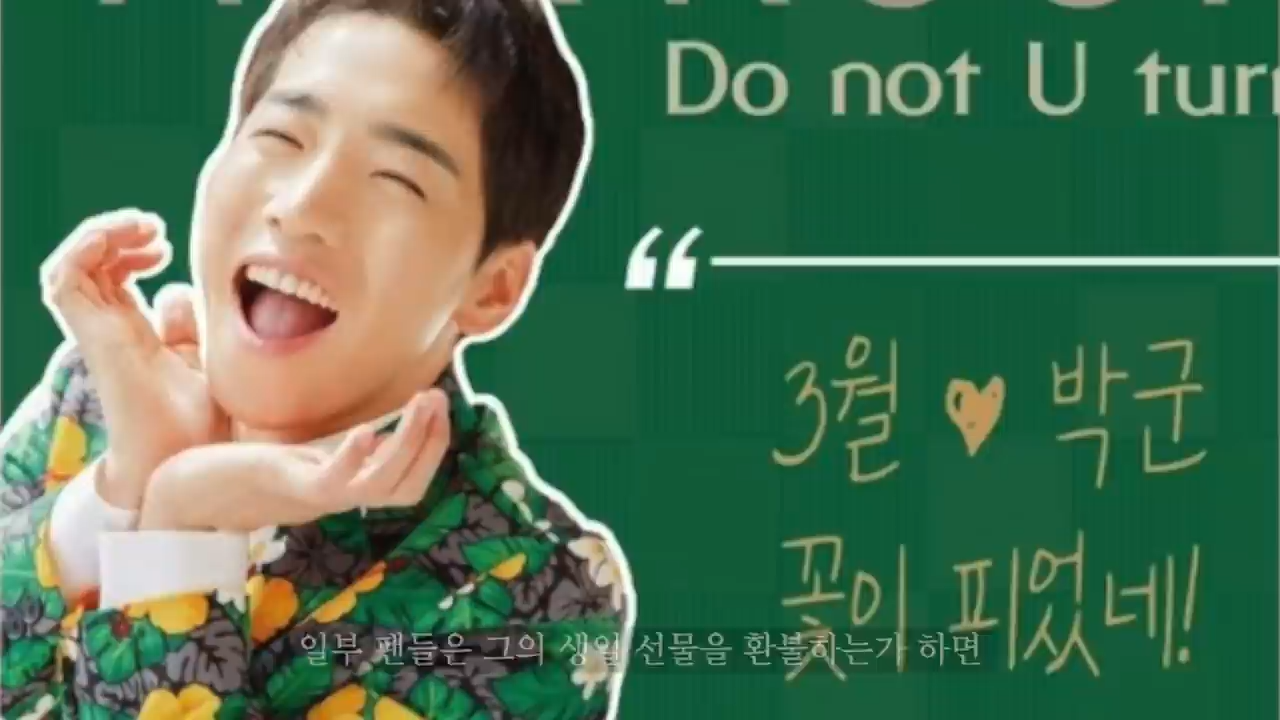 Do not U turn
3월 ♥ 박군
꽃이 피었네!
일부 팬들은 그의 생일 선물을 환불하는가 하면